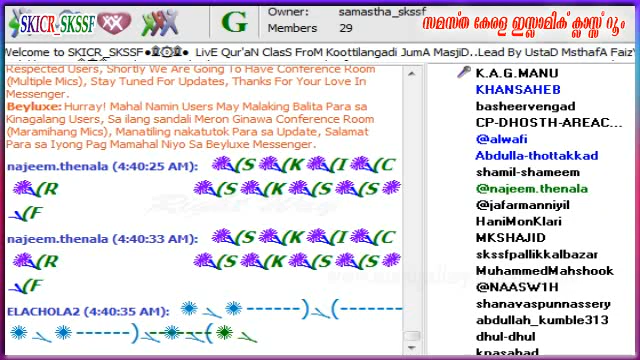 SKICR_SKSSF
G
Owner: samastha_skssf
Members 29
സമസ്ത കേരള ഇസ്ലാമിക് ക്ലാസ്സ് റൂം
Welcome to SKICR_SKSSF●۩۞۩● LivE Qur'aN ClasS FroM Koottilangadi JumA MasjiD..Lead By UstaD MsthafA FaizY
Respected Users, Shortly We Are Going To Have Conference Room
(Multiple Mics), Stay Tuned For Updates, Thanks For Your Love In
Messenger.
Beyluxe: Hurray! Mahal Namin Users May Malaking Balita Para sa
Kinagalang Users, Sa ilang sandali Meron Ginawa Conference Room
(Maramihang Mics), Manatiling nakatutok Para sa Update, Salamat
Para sa Iyong Pag Mamahal Niyo Sa Beyluxe Messenger.
najeem.thenala (4:40:25 AM): (S (K (I (C
(R (S (K (S (S
(F
najeem.thenala (4:40:33 AM): (S (K (I (C
(R (S (K (S (S
(F
ELACHOLA2 (4:40:35 AM): ------)(------
------)------(
K.A.G.MANU
KHANSAHEB
basheervengad
CP-DHOSTH-AREAC...
@alwafi
Abdulla-thottakkad
shamil-shameem
@najeem.thenala
@jafarmanniyil
HaniMonKlari
MKSHAJID
skssfpallikkalbazar
MuhammedMahshook
@NAASW1H
shanavaspunnassery
abdullah_kumble313
dhul-dhul
kpasahad